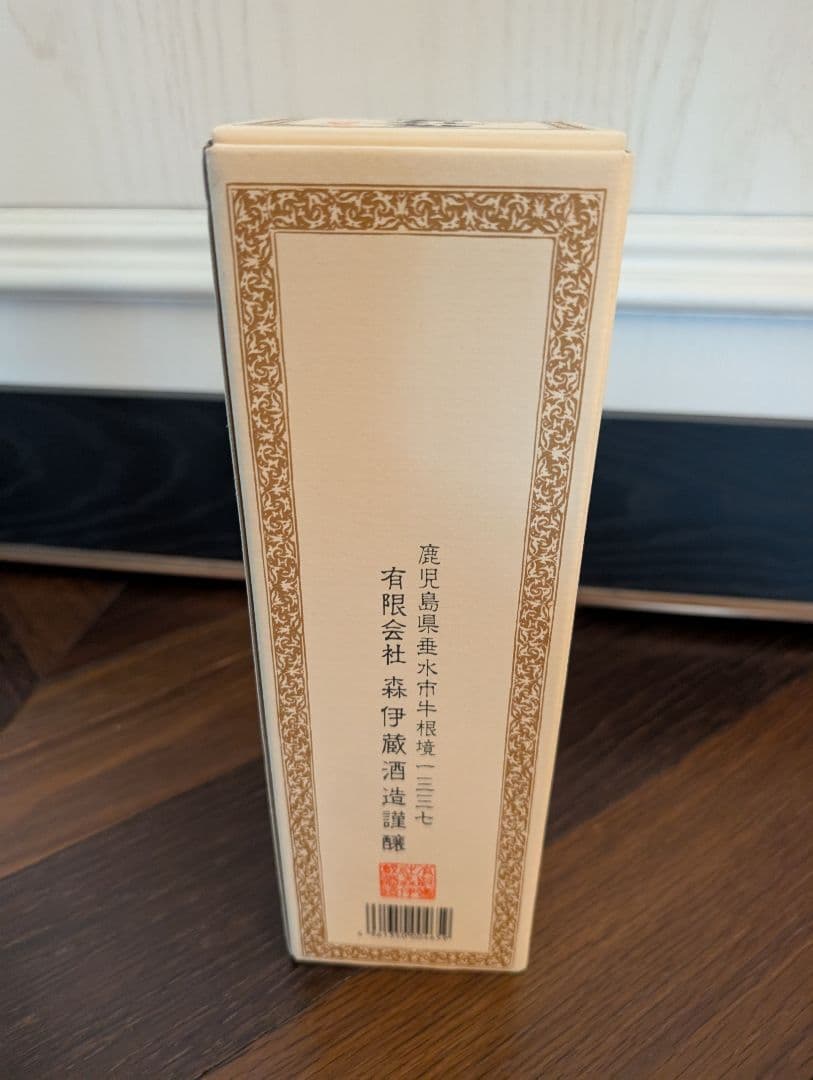 鹿児島県垂水市牛根境一三三七
有限会社 森伊蔵酒造謹醸